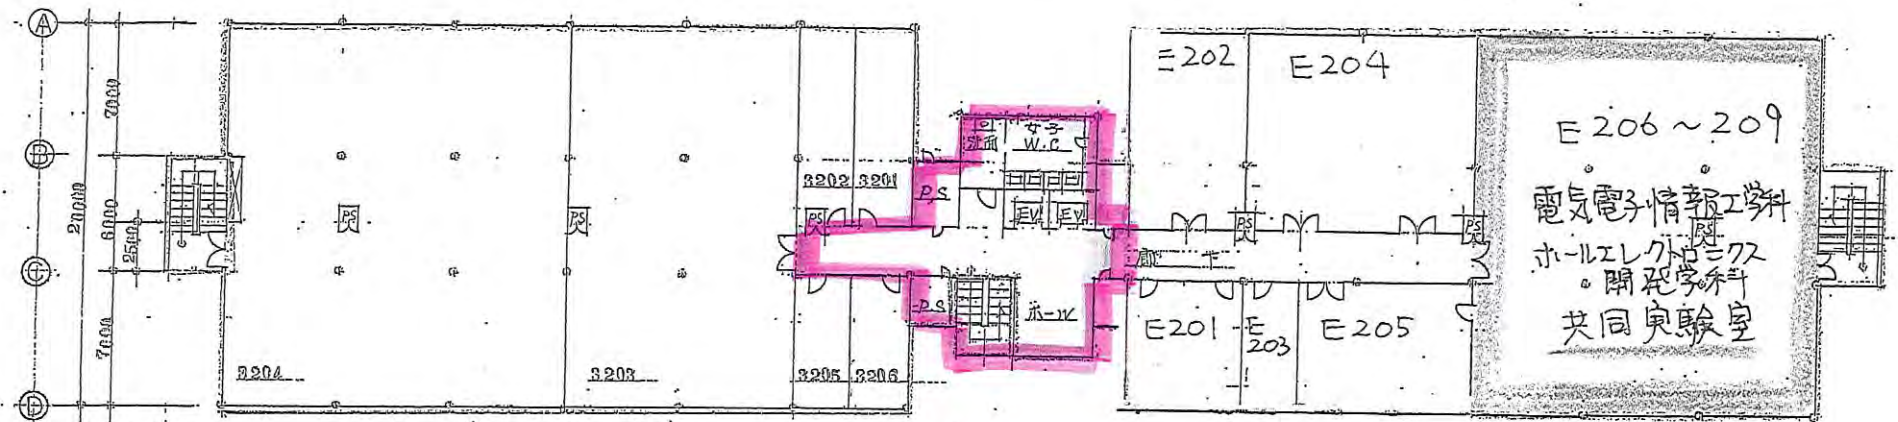 A
B
C
D
7000
6000
2500
20000
7000
PS
PS
3204
3203
3202
3201
PS
3205
3206
P.S
洗面
女子
W.C
EV
EV
P.S
ホール
E202
E204
PS
PS
E201
E
203
E205
E206～209
電気電子情報工学科
PS
ホールエレクトロニクス
開発学科
共同実験室